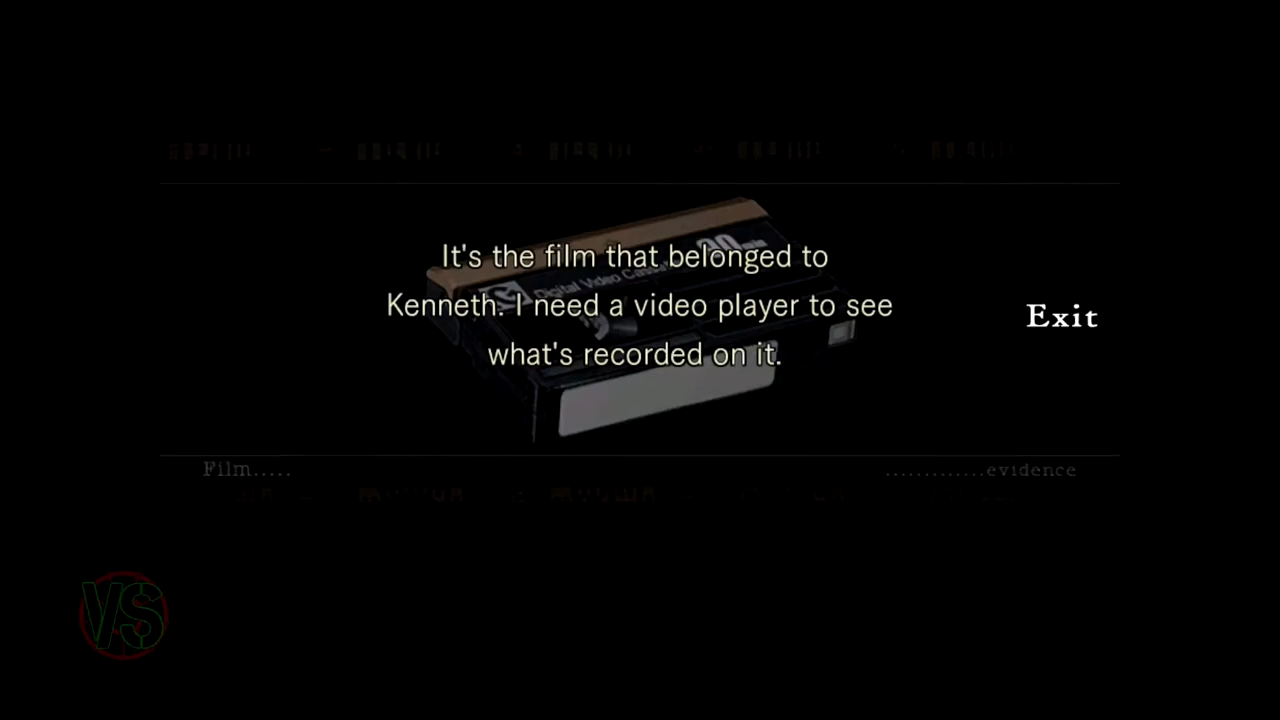 It's the film that belonged to
Kenneth. I need a video player to see
what's recorded on it.
Exit
Film.....
.............evidence
VS